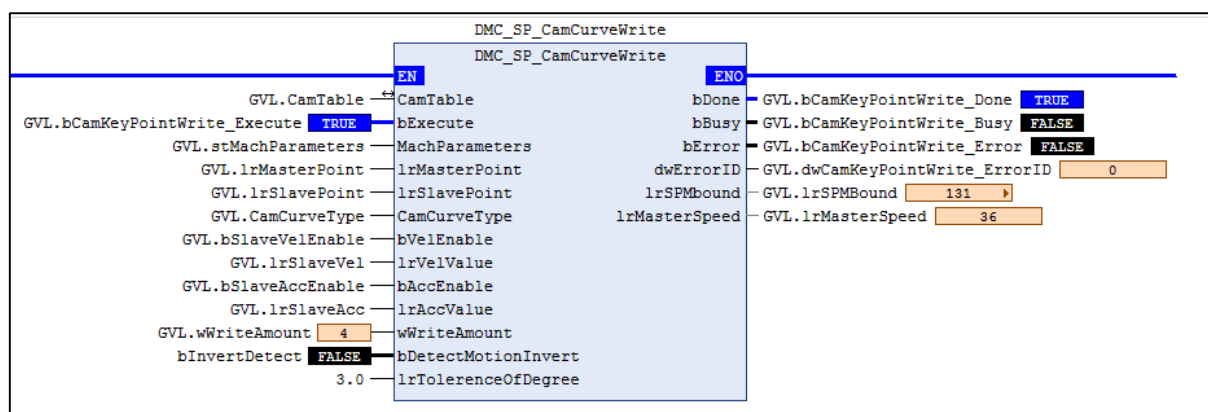 DMC_SP_CamCurveWrite
DMC_SP_CamCurveWrite
EN ENO
GVL.CamTable CamTable bDone GVL.bCamKeyPointWrite_Done TRUE
GVL.bCamKeyPointWrite_Execute TRUE bExecute bBusy GVL.bCamKeyPointWrite_Busy FALSE
GVL.stMachParameters MachParameters bError GVL.bCamKeyPointWrite_Error FALSE
GVL.lrMasterPoint lrMasterPoint dwErrorID GVL.dwCamKeyPointWrite_ErrorID 0
GVL.lrSlavePoint lrSlavePoint lrSPMbound GVL.lrSPMBound 131
GVL.CamCurveType CamCurveType lrMasterSpeed GVL.lrMasterSpeed 36
GVL.bSlaveVelEnable bVelEnable
GVL.lrSlaveVel lrVelValue
GVL.bSlaveAccEnable bAccEnable
GVL.lrSlaveAcc lrAccValue
GVL.wWriteAmount 4 wWriteAmount
bInvertDetect FALSE bDetectMotionInvert
3.0 lrTolerenceOfDegree